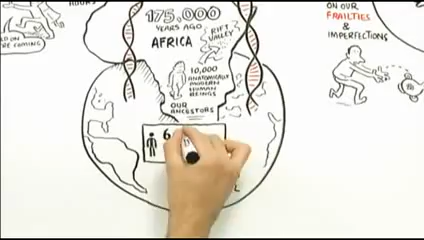 175,000
YEARS AGO
AFRICA
RIFT
VALLEY
10,000
ANATOMICALLY
MODERN
HUMAN
BEINGS
OUR
ANCESTORS
6
ON OUR
FRAILTIES
&
IMPERFECTIONS
COMING